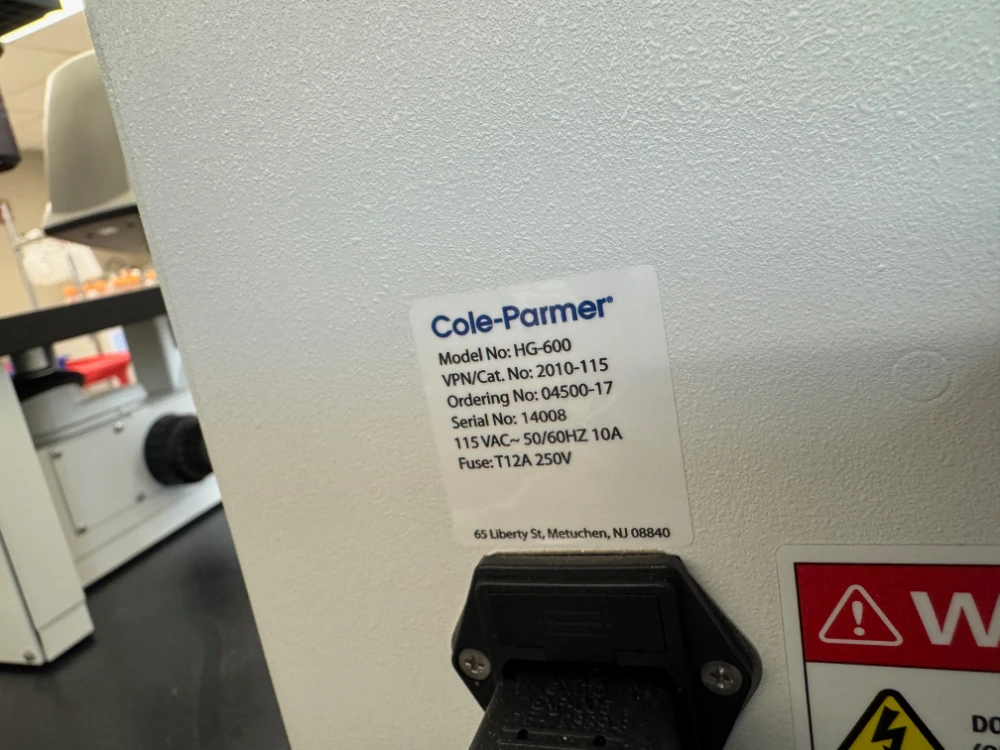 Cole-Parmer®
Model No: HG-600
VPN/Cat. No: 2010-115
Ordering No: 04500-17
Serial No: 14008
115 VAC~ 50/60HZ 10A
Fuse: T12A 250V
65 Liberty St, Metuchen, NJ 08840
W
DO